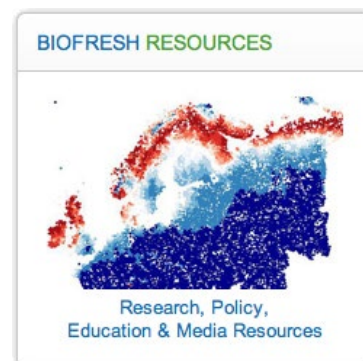 BIOFRESH RESOURCES
Research, Policy,
Education & Media Resources